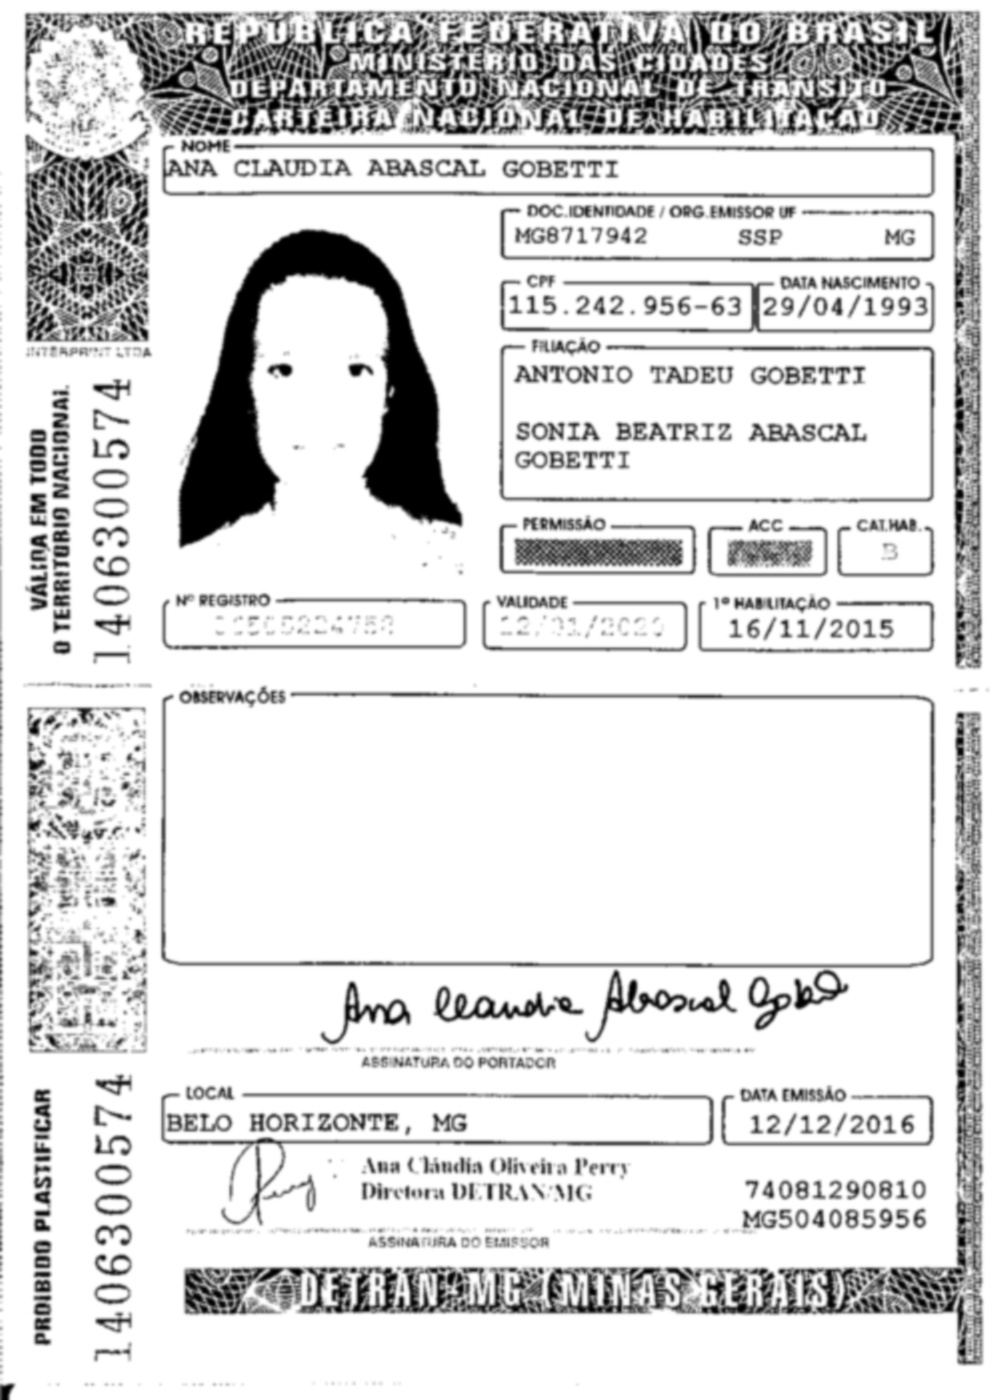 REPÚBLICA FEDERATIVA DO BRASIL
MINISTÉRIO DAS CIDADES
DEPARTAMENTO NACIONAL DE TRÂNSITO
CARTEIRA NACIONAL DE HABILITAÇÃO
NOME
ANA CLAUDIA ABASCAL GOBETTI
DOC.IDENTIDADE / ORG.EMISSOR UF
MG8717942 SSP MG
CPF
115.242.956-63
DATA NASCIMENTO
29/04/1993
FILIAÇÃO
ANTONIO TADEU GOBETTI
SONIA BEATRIZ ABASCAL
GOBETTI
PERMISSÃO
ACC
CAT.HAB.
B
Nº REGISTRO
VALIDADE
1ª HABILITAÇÃO
16/11/2015
INTERPRINT LTDA
VÁLIDA EM TODO
O TERRITÓRIO NACIONAL
1406300574
OBSERVAÇÕES
Ana Claudia Abascal Gobetti
ASSINATURA DO PORTADOR
LOCAL
BELO HORIZONTE, MG
DATA EMISSÃO
12/12/2016
Ana Cláudia Oliveira Perry
Diretora DETRAN/MG
74081290810
MG504085956
ASSINATURA DO EMISSOR
PROIBIDO PLASTIFICAR
1406300574
DETRAN-MG (MINAS GERAIS)